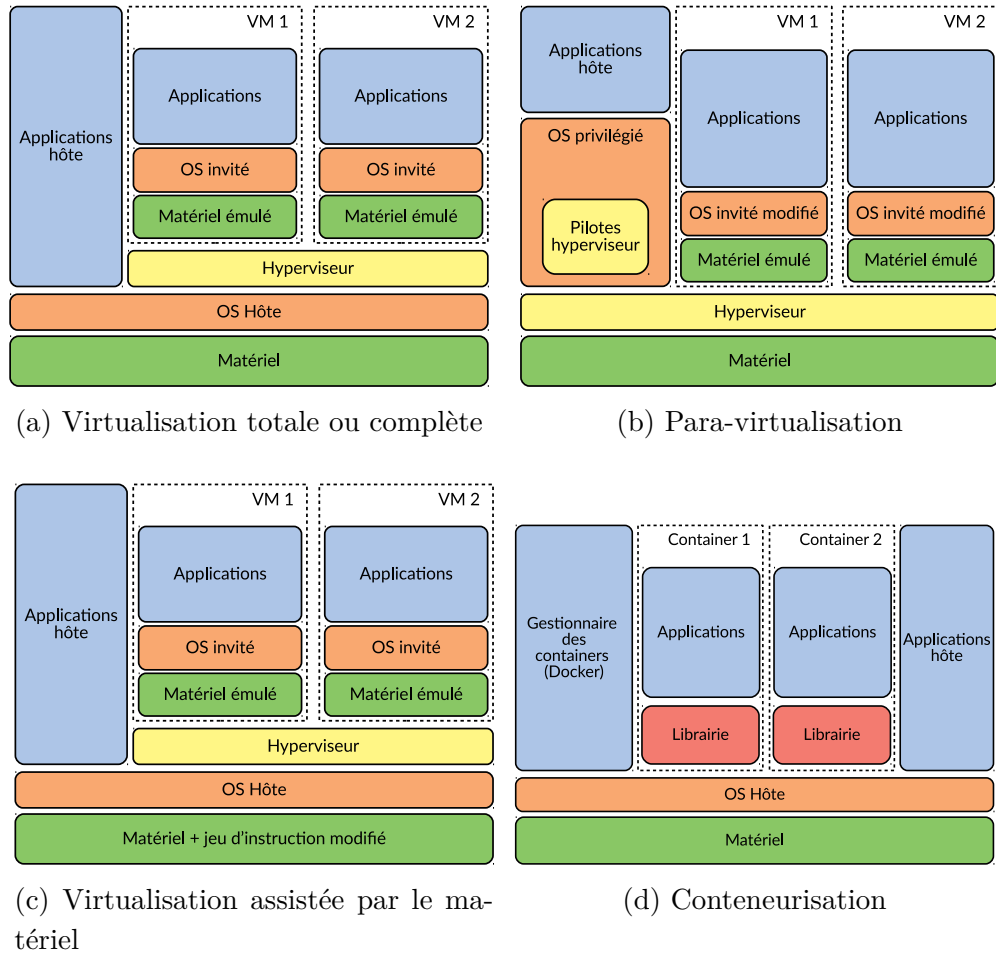 VM 1
VM 2
Applications
hôte
Applications
Applications
OS invité
OS invité
Matériel émulé
Matériel émulé
Hyperviseur
OS Hôte
Matériel
(a) Virtualisation totale ou complète
Applications
hôte
VM 1
VM 2
OS privilégié
Pilotes
hyperviseur
Applications
Applications
OS invité modifié
OS invité modifié
Matériel émulé
Matériel émulé
Hyperviseur
Matériel
(b) Para-virtualisation
VM 1
VM 2
Applications
hôte
Applications
Applications
OS invité
OS invité
Matériel émulé
Matériel émulé
Hyperviseur
OS Hôte
Matériel + jeu d'instruction modifié
(c) Virtualisation assistée par le ma-
tériel
Container 1
Container 2
Gestionnaire
des
containers
(Docker)
Applications
Applications
Applications
hôte
Librairie
Librairie
OS Hôte
Matériel
(d) Conteneurisation